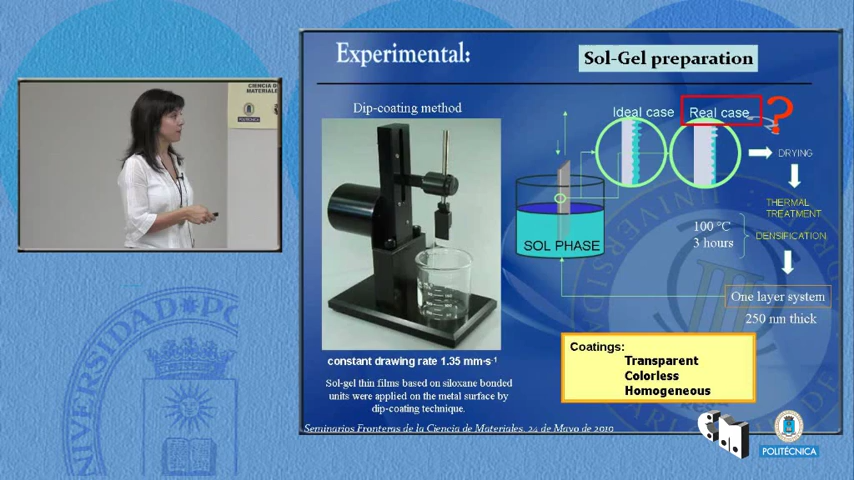 CIENCIA DE
MATERIALES
POLITÉCNICA
Experimental:
Sol-Gel preparation
Dip-coating method
Ideal case
Real case
?
DRYING
THERMAL
TREATMENT
DENSIFICATION
100 °C
3 hours
SOL PHASE
One layer system
250 nm thick
constant drawing rate 1.35 mm·s-1
Sol-gel thin films based on siloxane bonded
units were applied on the metal surface by
dip-coating technique.
Coatings:
Transparent
Colorless
Homogeneous
Seminarios Fronteras de la Ciencia de Materiales, 24 de Mayo de 2010
POLITÉCNICA